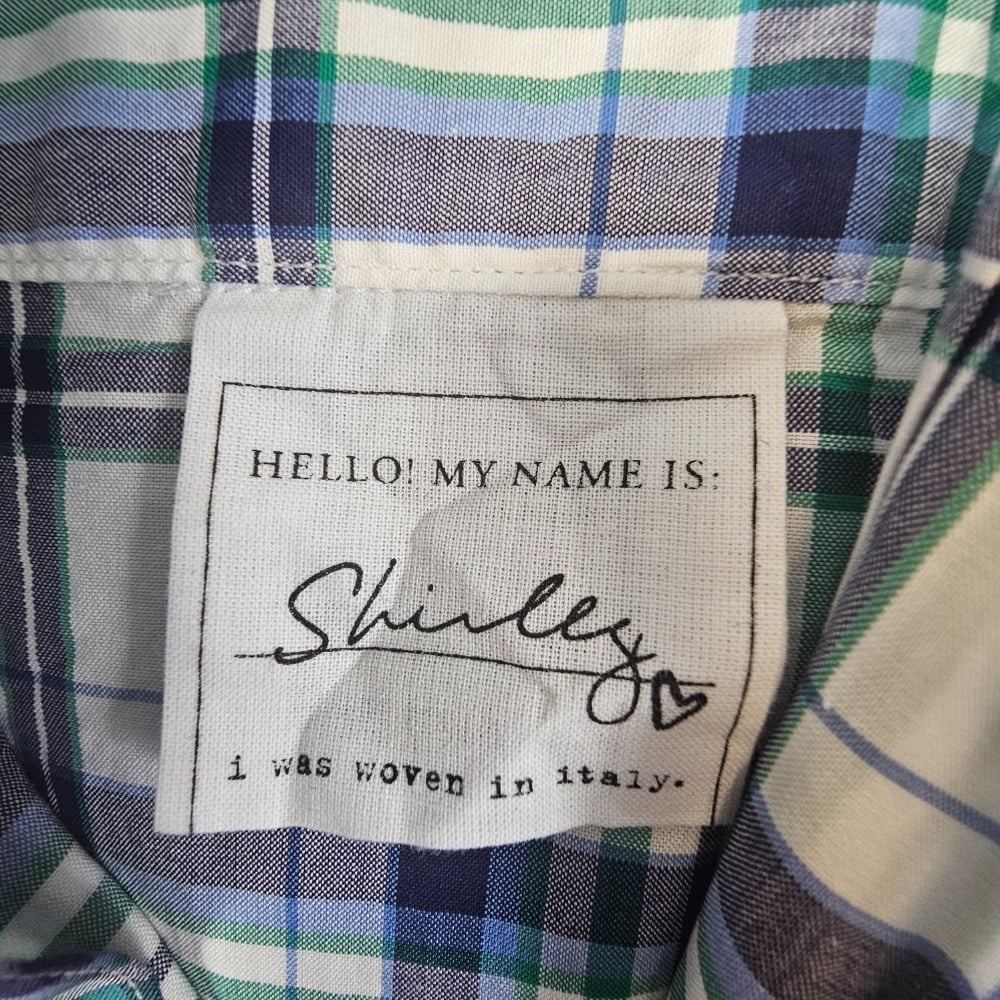 HELLO! MY NAME IS:
Shirley
i was woven in italy.